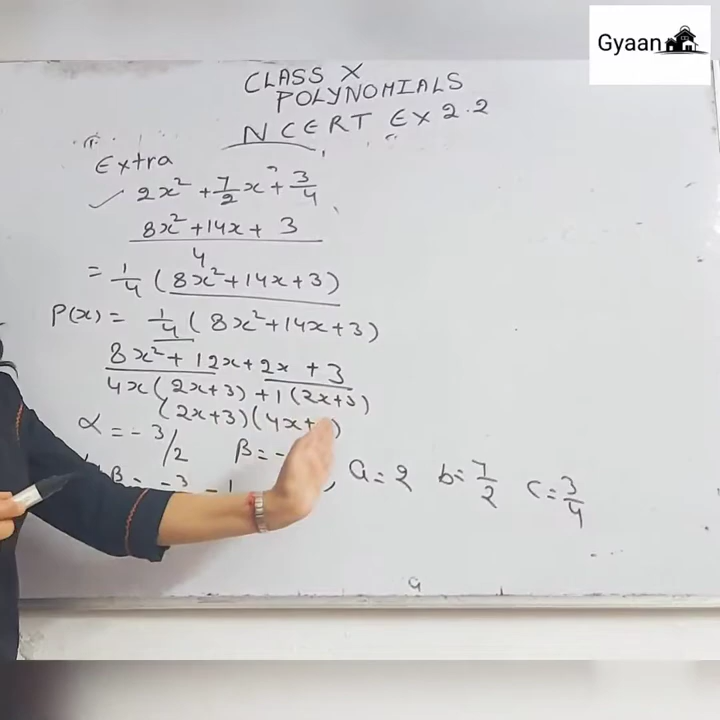 Gyaan
CLASS X
POLYNOMIALS
NCERT EX 2.2
Extra
2x² + 7/2 x + 3/4
8x² + 14x + 3
4
= 1/4 (8x² + 14x + 3)
P(x) = 1/4 (8x² + 14x + 3)
8x² + 12x + 2x + 3
4x(2x+3) + 1(2x+3)
(2x+3)(4x+
α = -3/2 β = -
β = -3 - 1
a = 2 b = 7/2 c = 3/4